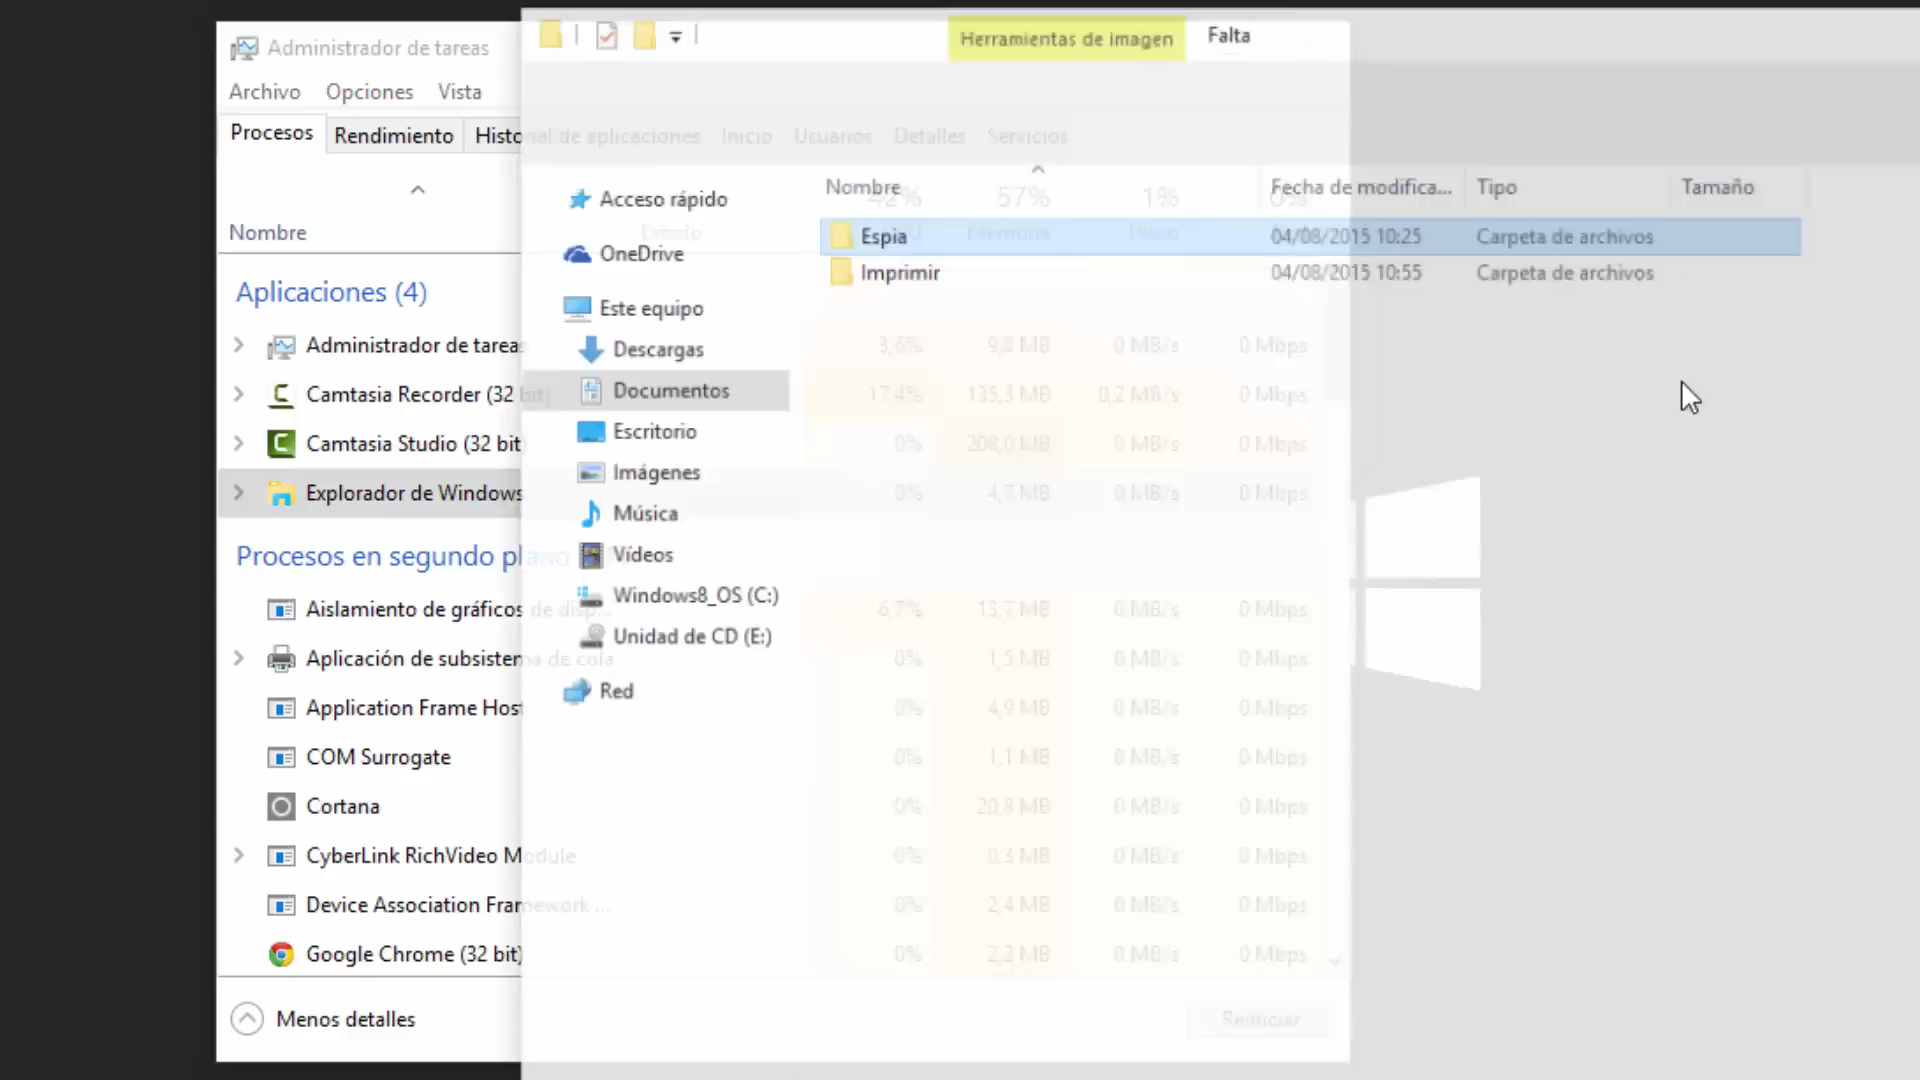 Administrador de tareas
Archivo Opciones Vista
Procesos Rendimiento Historial de aplicaciones Inicio Usuarios Detalles Servicios
42% 57% 1% 0%
Nombre Estado
Aplicaciones (4)
Administrador de tareas 3,6% 9,8 MB 0 MB/s 0 Mbps
Camtasia Recorder (32 bit) 17,4% 135,3 MB 0,2 MB/s 0 Mbps
Camtasia Studio (32 bit) 0% 208,0 MB 0 MB/s 0 Mbps
Explorador de Windows 0% 4,7 MB 0 MB/s 0 Mbps
Procesos en segundo plano
Aislamiento de gráficos de disp... 6,7% 13,7 MB 0 MB/s 0 Mbps
Aplicación de subsistema de cola 0% 1,5 MB 0 MB/s 0 Mbps
Application Frame Host 0% 4,9 MB 0 MB/s 0 Mbps
COM Surrogate 0% 1,1 MB 0 MB/s 0 Mbps
Cortana 0% 20,8 MB 0 MB/s 0 Mbps
CyberLink RichVideo Module 0% 0,3 MB 0 MB/s 0 Mbps
Device Association Framework ... 0% 2,4 MB 0 MB/s 0 Mbps
Google Chrome (32 bit) 0% 2,2 MB 0 MB/s 0 Mbps
Menos detalles
Reiniciar
Herramientas de imagen Falta
Acceso rápido
OneDrive
Este equipo
Descargas
Documentos
Escritorio
Imágenes
Música
Vídeos
Windows8_OS (C:)
Unidad de CD (E:)
Red
Nombre Fecha de modifica... Tipo Tamaño
Espia 04/08/2015 10:25 Carpeta de archivos
Imprimir 04/08/2015 10:55 Carpeta de archivos